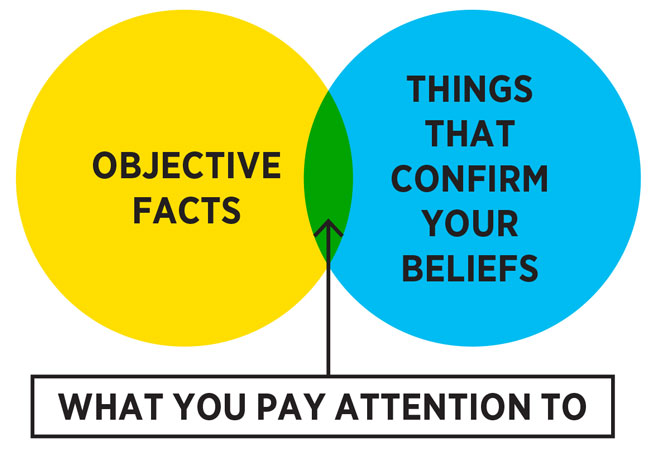 OBJECTIVE
FACTS
THINGS
THAT
CONFIRM
YOUR
BELIEFS
WHAT YOU PAY ATTENTION TO